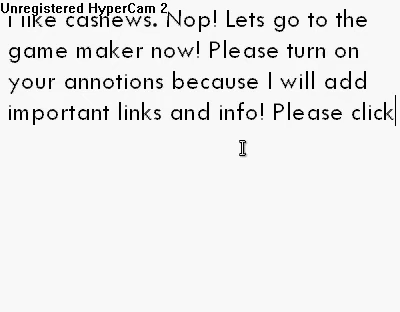 Unregistered HyperCam 2
I like cashews. Nop! Lets go to the
game maker now! Please turn on
your annotions because I will add
important links and info! Please click